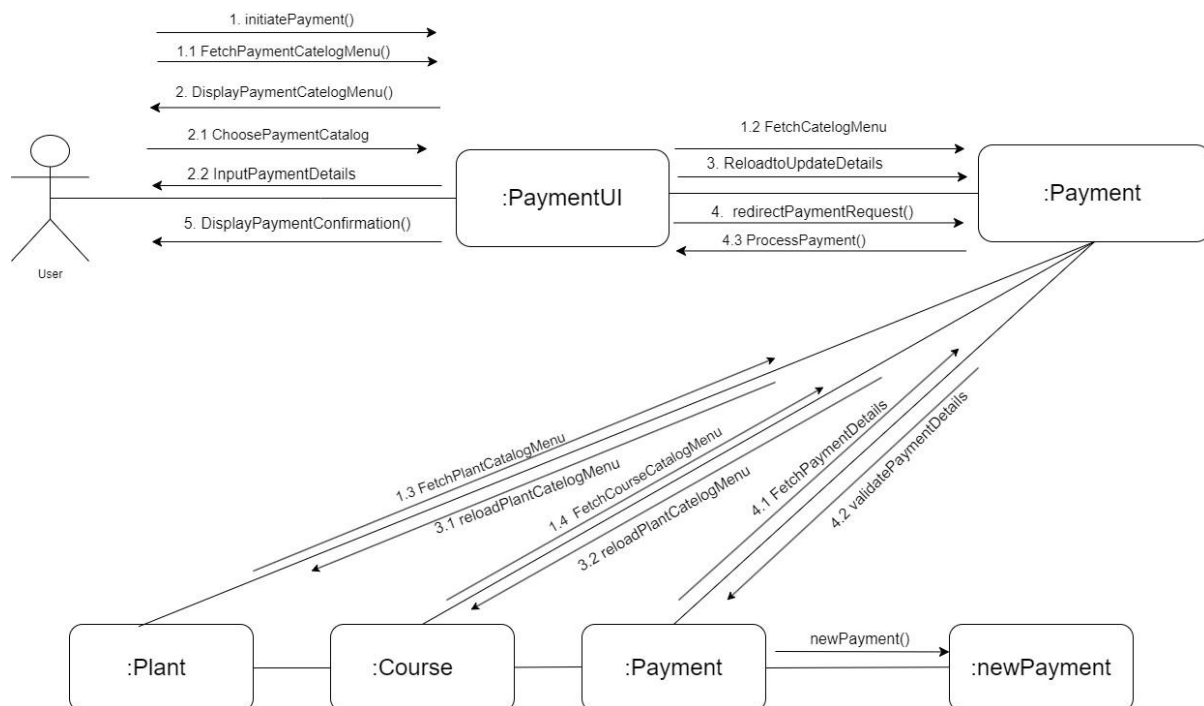 1. initiatePayment()
1.1 FetchPaymentCatelogMenu()
2. DisplayPaymentCatelogMenu()
2.1 ChoosePaymentCatalog
2.2 InputPaymentDetails
5. DisplayPaymentConfirmation()
User
:PaymentUI
1.2 FetchCatelogMenu
3. ReloadtoUpdateDetails
4. redirectPaymentRequest()
4.3 ProcessPayment()
:Payment
1.3 FetchPlantCatalogMenu
3.1 reloadPlantCatelogMenu
1.4 FetchCourseCatalogMenu
3.2 reloadPlantCatelogMenu
4.1 FetchPaymentDetails
4.2 validatePaymentDetails
:Plant
:Course
:Payment
newPayment()
:newPayment